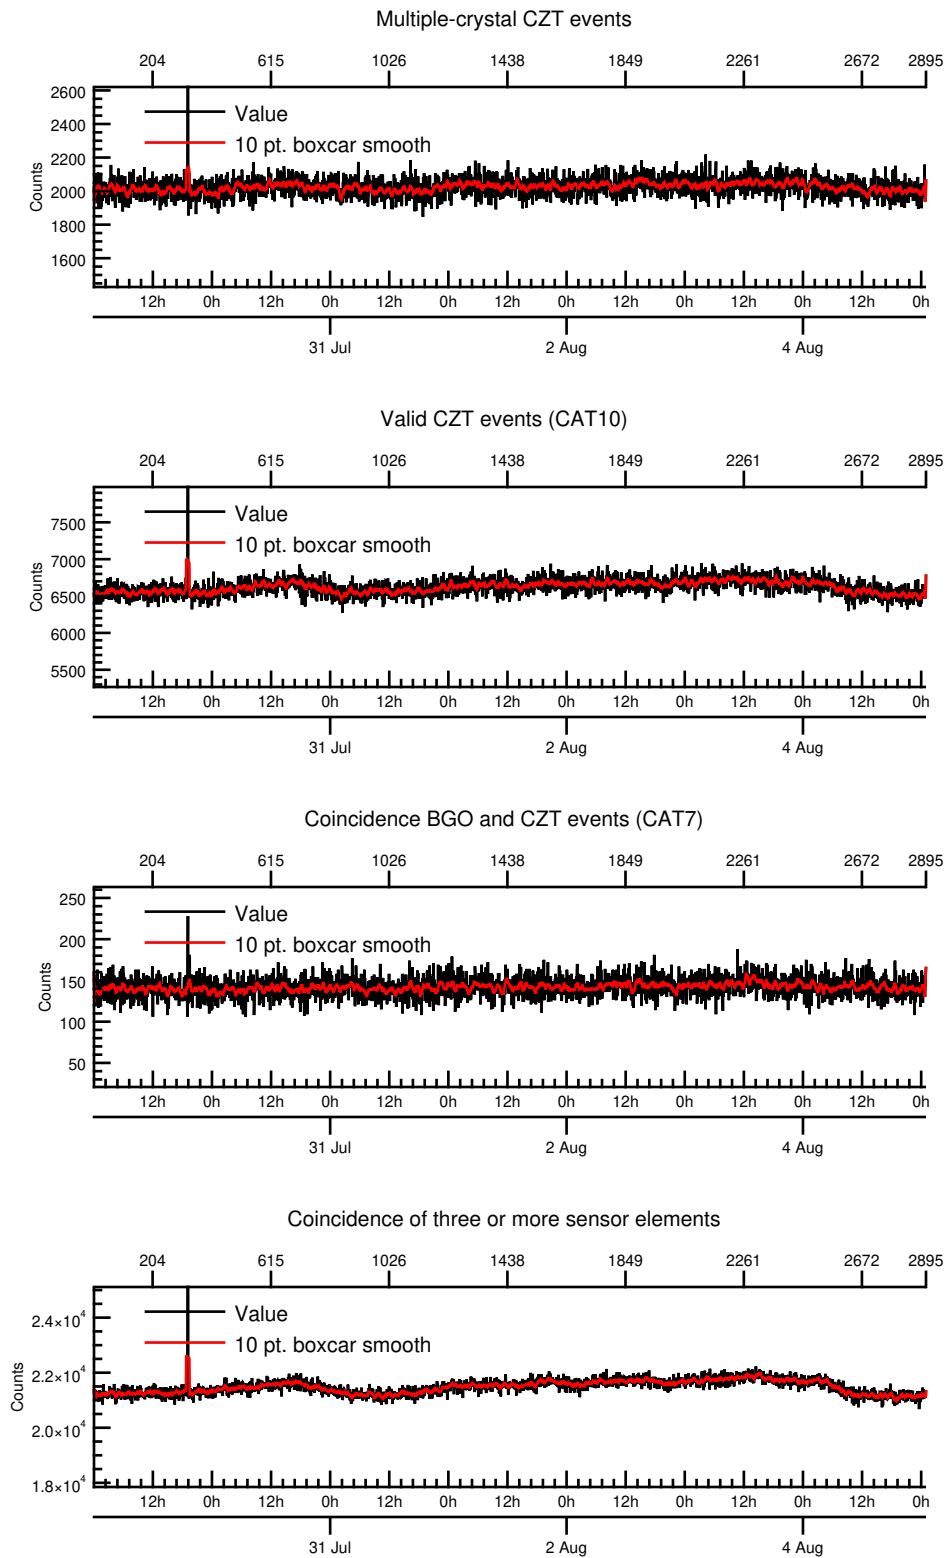 Multiple-crystal CZT events
204 615 1026 1438 1849 2261 2672 2895
2600
2400
2200
2000
1800
1600
Counts
Value
10 pt. boxcar smooth
12h 0h 12h 0h 12h 0h 12h 0h 12h 0h 12h 0h 12h 0h
31 Jul 2 Aug 4 Aug
Valid CZT events (CAT10)
204 615 1026 1438 1849 2261 2672 2895
7500
7000
6500
6000
5500
Counts
Value
10 pt. boxcar smooth
12h 0h 12h 0h 12h 0h 12h 0h 12h 0h 12h 0h 12h 0h
31 Jul 2 Aug 4 Aug
Coincidence BGO and CZT events (CAT7)
204 615 1026 1438 1849 2261 2672 2895
250
200
150
100
50
Counts
Value
10 pt. boxcar smooth
12h 0h 12h 0h 12h 0h 12h 0h 12h 0h 12h 0h 12h 0h
31 Jul 2 Aug 4 Aug
Coincidence of three or more sensor elements
204 615 1026 1438 1849 2261 2672 2895
2.4×10⁴
2.2×10⁴
2.0×10⁴
1.8×10⁴
Counts
Value
10 pt. boxcar smooth
12h 0h 12h 0h 12h 0h 12h 0h 12h 0h 12h 0h 12h 0h
31 Jul 2 Aug 4 Aug